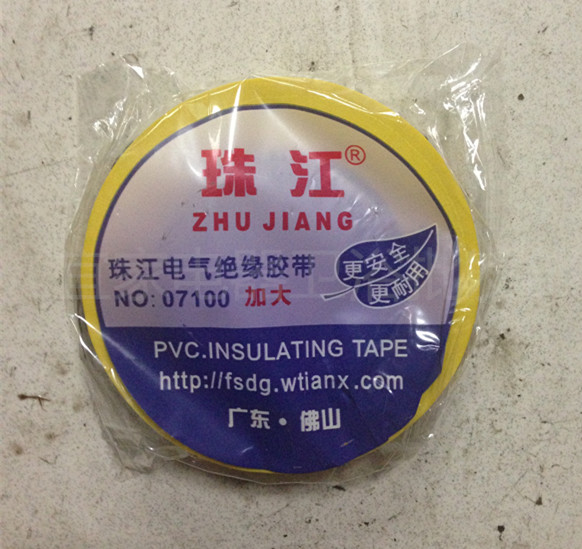 珠江®
ZHU JIANG
珠江电气绝缘胶带
NO: 07100 加大
更安全
更耐用
PVC.INSULATING TAPE
http://fsdg.wtianx.com
广东·佛山